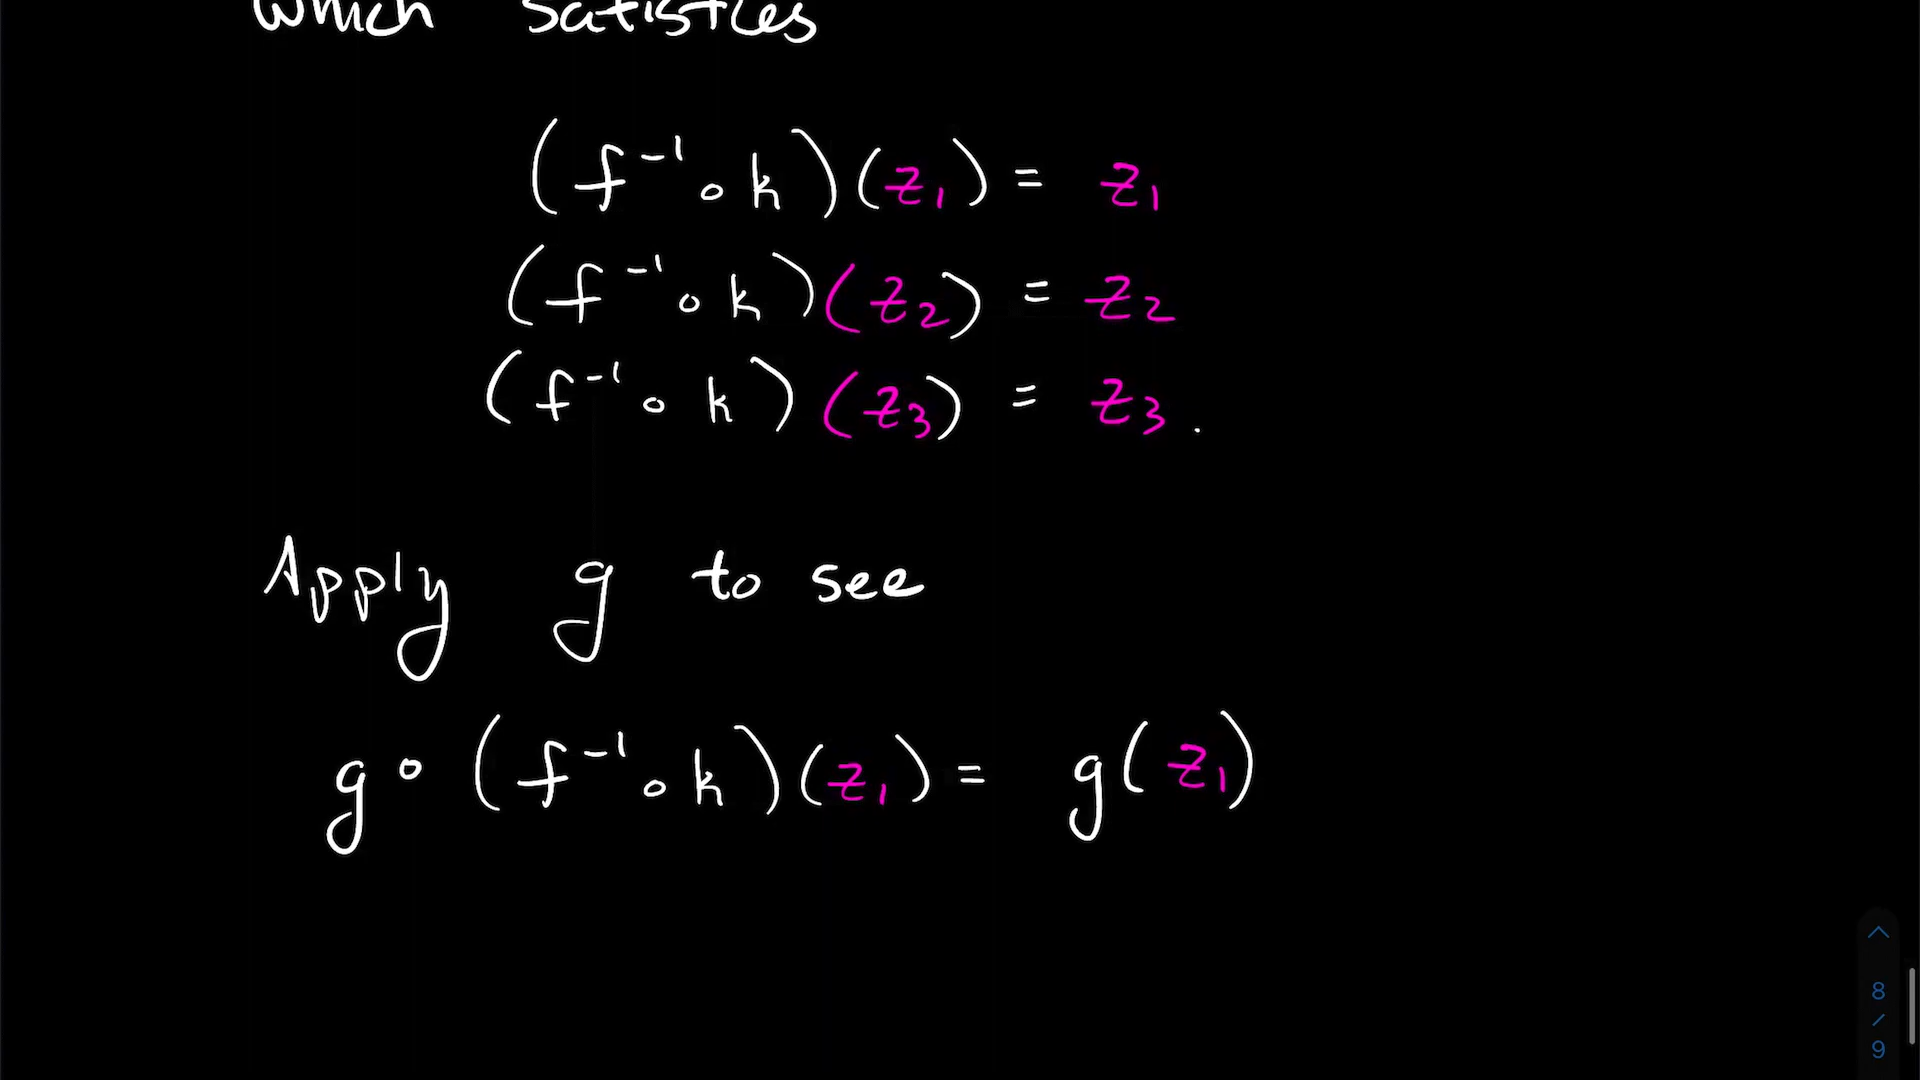 which satisfies
(f⁻¹ ∘ k)(z₁) = z₁
(f⁻¹ ∘ k)(z₂) = z₂
(f⁻¹ ∘ k)(z₃) = z₃.
Apply g to see
g ∘ (f⁻¹ ∘ k)(z₁) = g(z₁)
8
/
9